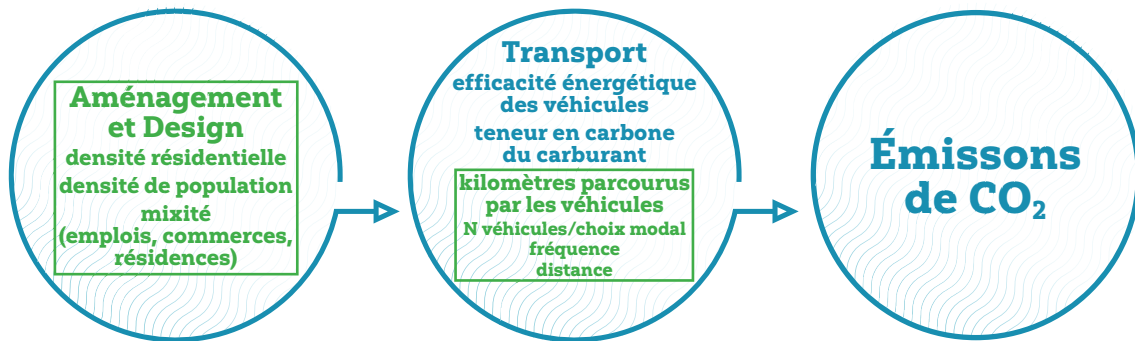 Aménagement
et Design
densité résidentielle
densité de population
mixité
(emplois, commerces,
résidences)
Transport
efficacité énergétique
des véhicules
teneur en carbone
du carburant
kilomètres parcourus
par les véhicules
N véhicules/choix modal
fréquence
distance
Émissons
de CO₂